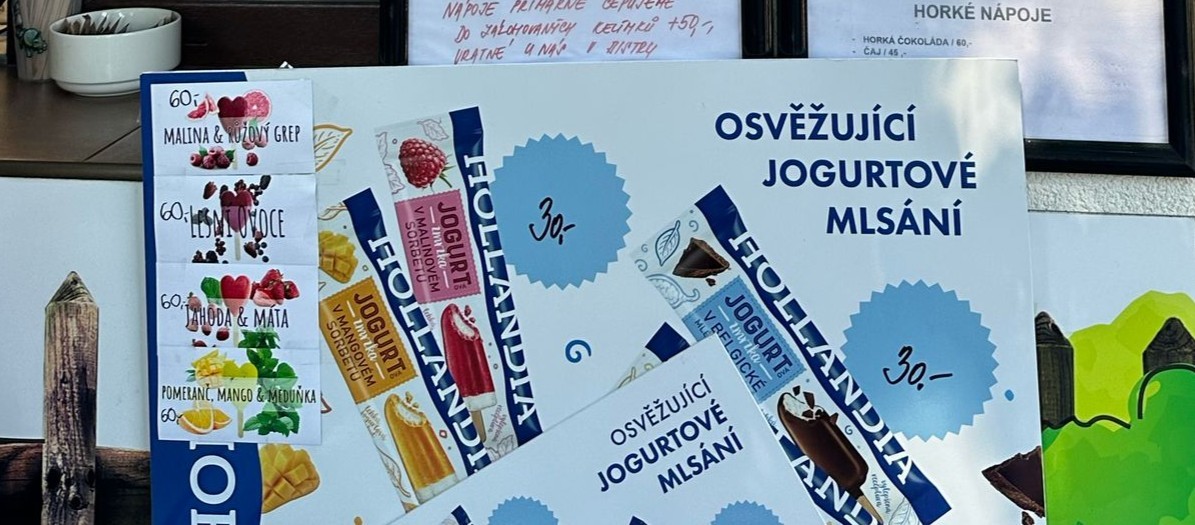 NÁPOJE PRIMÁRNĚ ČEPUJEME
DO ZÁLOHOVANÝCH KELÍMKŮ +50,-
VRATNÉ U NÁS V BISTRU
HORKÉ NÁPOJE
- HORKÁ ČOKOLÁDA / 60,-
- ČAJ / 45,-
60,-
MALINA & RŮŽOVÝ GREP
60,-
LESNÍ OVOCE
60,-
JAHODA & MÁTA
POMERANČ, MANGO & MEDUŇKA
60,-
HOLLANDIA
JOGURT
V MANGOVÉM
SORBETU
HOLLANDIA
JOGURT
V MALINOVÉM
SORBETU
30,-
OSVĚŽUJÍCÍ
JOGURTOVÉ
MLSÁNÍ
HOLLANDIA
JOGURT
V BELGICKÉ
30,-
OSVĚŽUJÍCÍ
JOGURTOVÉ
MLSÁNÍ